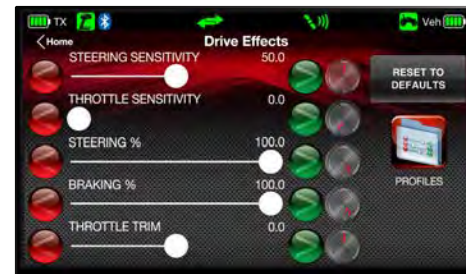 TX Veh
Home Drive Effects
STEERING SENSITIVITY 50.0
RESET TO
DEFAULTS
THROTTLE SENSITIVITY 0.0
STEERING % 100.0
PROFILES
BRAKING % 100.0
THROTTLE TRIM 0.0